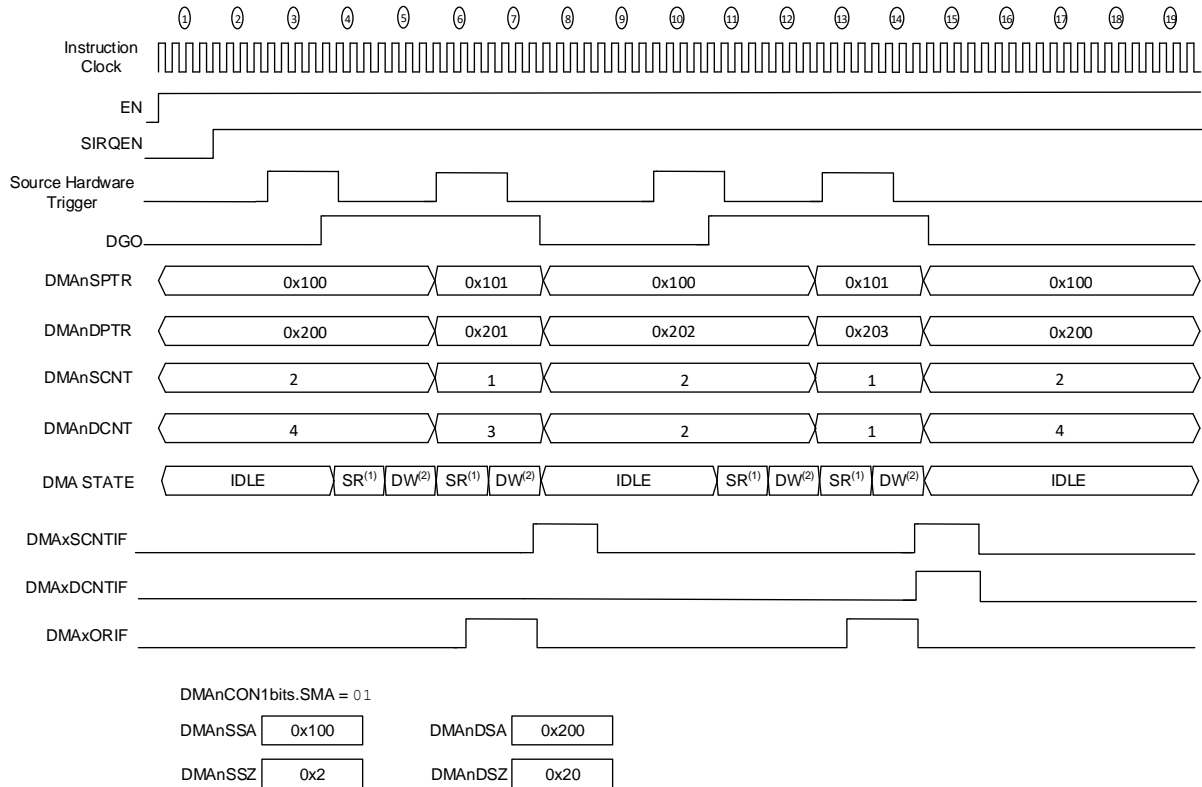 1 2 3 4 5 6 7 8 9 10 11 12 13 14 15 16 17 18 19
Instruction
Clock
EN
SIRQEN
Source Hardware
Trigger
DGO
DMAnSPTR 0x100 0x101 0x100 0x101 0x100
DMAnDPTR 0x200 0x201 0x202 0x203 0x200
DMAnSCNT 2 1 2 1 2
DMAnDCNT 4 3 2 1 4
DMA STATE IDLE SR(1) DW(2) SR(1) DW(2) IDLE SR(1) DW(2) SR(1) DW(2) IDLE
DMAxSCNTIF
DMAxDCNTIF
DMAxORIF
DMAnCON1bits.SMA = 01
DMAnSSA 0x100 DMAnDSA 0x200
DMAnSSZ 0x2 DMAnDSZ 0x20